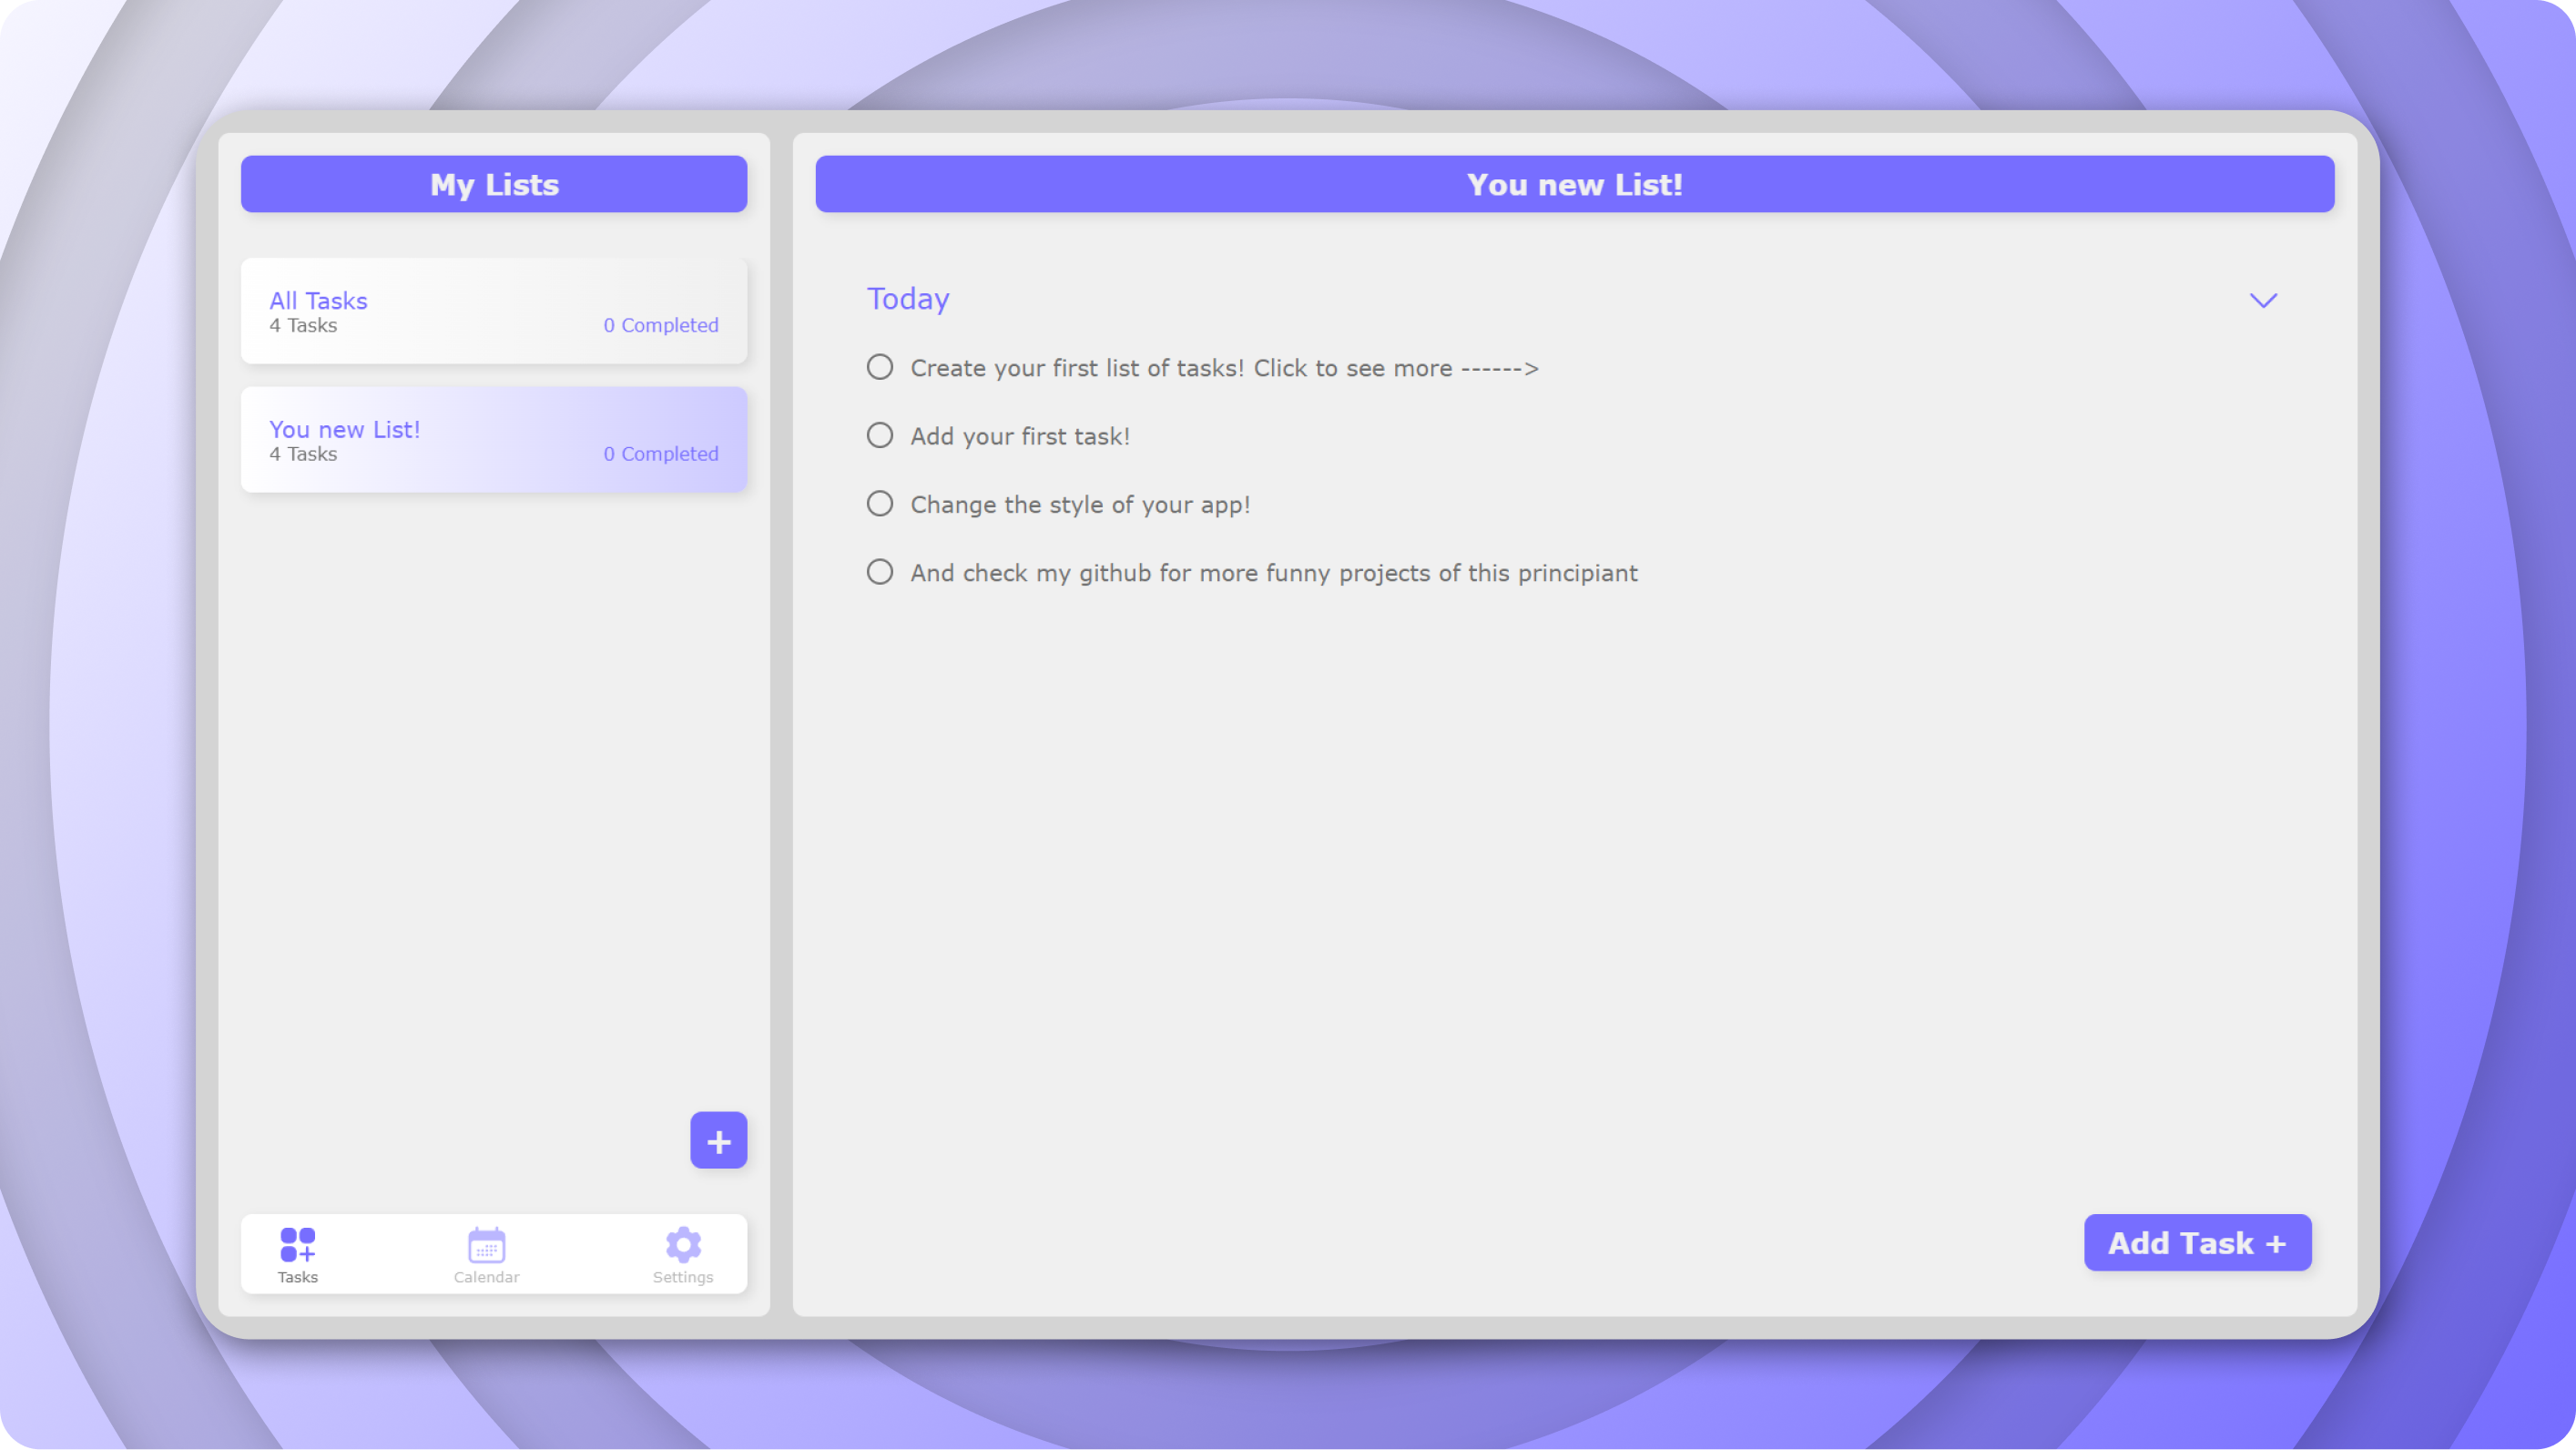 My Lists
All Tasks
4 Tasks
0 Completed
You new List!
4 Tasks
0 Completed
+
Tasks
Calendar
Settings
You new List!
Today
Create your first list of tasks! Click to see more ------>
Add your first task!
Change the style of your app!
And check my github for more funny projects of this principiant
Add Task +